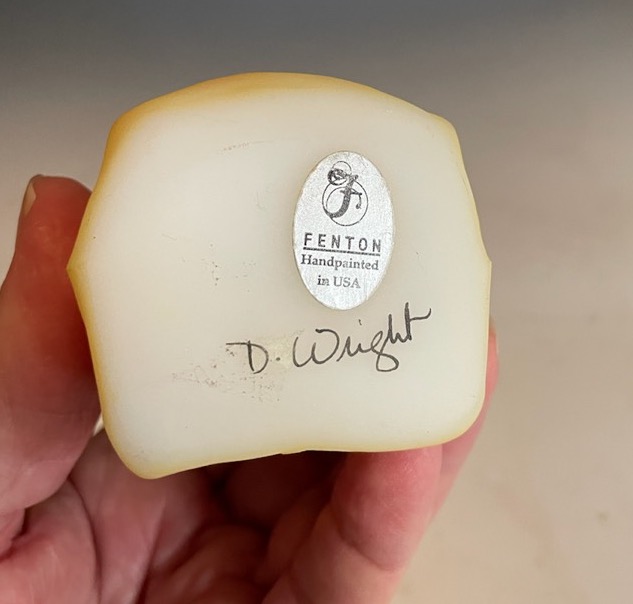 f
FENTON
Handpainted
in USA
D. Wright